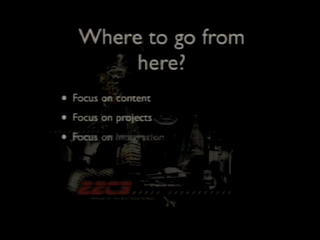 Where to go from
here?
• Focus on content
• Focus on projects
• Focus on